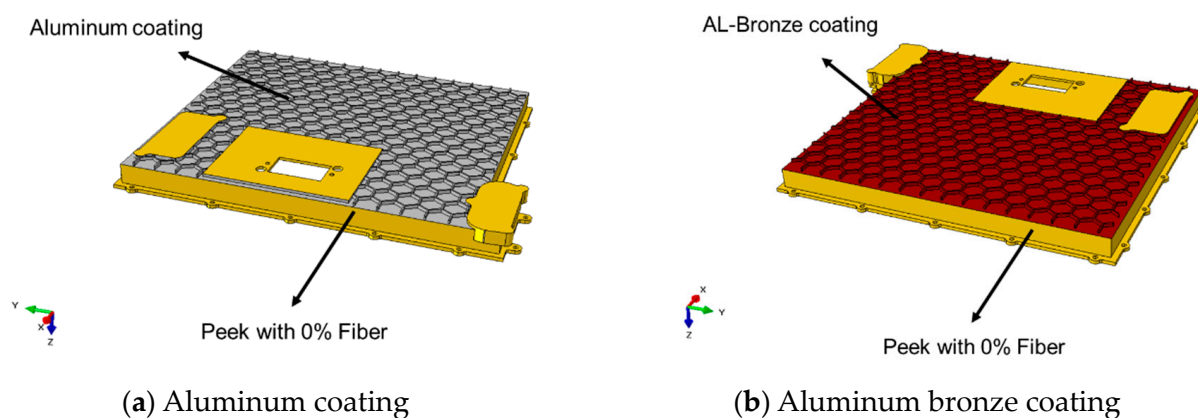 Aluminum coating
AL-Bronze coating
Y
X
Z
X
Y
Z
Peek with 0% Fiber
Peek with 0% Fiber
(a) Aluminum coating
(b) Aluminum bronze coating